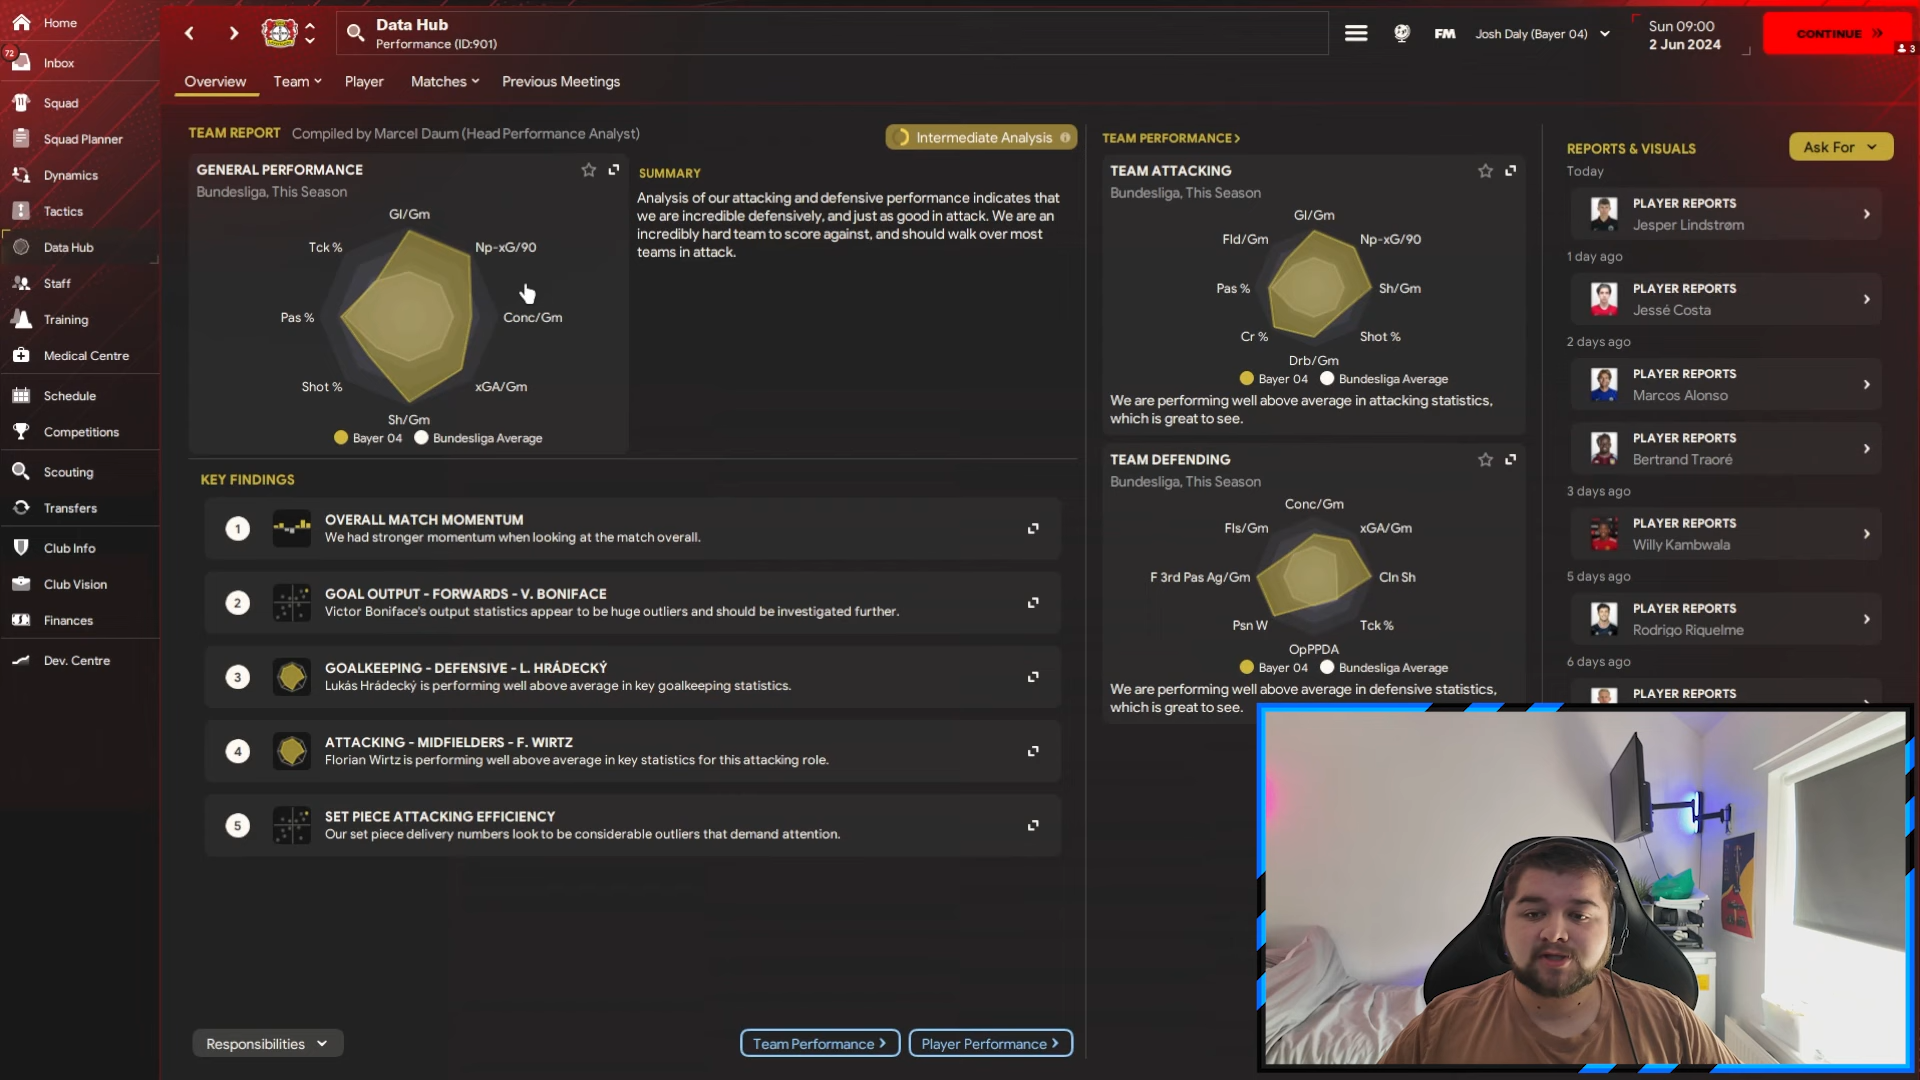 Home
72
Inbox
Squad
Squad Planner
Dynamics
Tactics
Data Hub
Staff
Training
Medical Centre
Schedule
Competitions
Scouting
Transfers
Club Info
Club Vision
Finances
Dev. Centre
Data Hub
Performance (ID:901)
FM
Josh Daly (Bayer 04)
Sun 09:00
2 Jun 2024
CONTINUE
3
Overview
Team
Player
Matches
Previous Meetings
TEAM REPORT Compiled by Marcel Daum (Head Performance Analyst)
Intermediate Analysis
GENERAL PERFORMANCE
Bundesliga, This Season
Gl/Gm
Tck %
Np-xG/90
Pas %
Conc/Gm
Shot %
xGA/Gm
Sh/Gm
Bayer 04 Bundesliga Average
SUMMARY
Analysis of our attacking and defensive performance indicates that
we are incredible defensively, and just as good in attack. We are an
incredibly hard team to score against, and should walk over most
teams in attack.
KEY FINDINGS
1
OVERALL MATCH MOMENTUM
We had stronger momentum when looking at the match overall.
2
GOAL OUTPUT - FORWARDS - V. BONIFACE
Victor Boniface's output statistics appear to be huge outliers and should be investigated further.
3
GOALKEEPING - DEFENSIVE - L. HRÁDECKÝ
Lukás Hrádecký is performing well above average in key goalkeeping statistics.
4
ATTACKING - MIDFIELDERS - F. WIRTZ
Florian Wirtz is performing well above average in key statistics for this attacking role.
5
SET PIECE ATTACKING EFFICIENCY
Our set piece delivery numbers look to be considerable outliers that demand attention.
Responsibilities
Team Performance
Player Performance
TEAM PERFORMANCE
TEAM ATTACKING
Bundesliga, This Season
Gl/Gm
Fld/Gm
Np-xG/90
Pas %
Sh/Gm
Cr %
Shot %
Drb/Gm
Bayer 04 Bundesliga Average
We are performing well above average in attacking statistics,
which is great to see.
TEAM DEFENDING
Bundesliga, This Season
Conc/Gm
Fls/Gm
xGA/Gm
F 3rd Pas Ag/Gm
Cln Sh
Psn W
Tck %
OpPPDA
Bayer 04 Bundesliga Average
We are performing well above average in defensive statistics,
which is great to see.
REPORTS & VISUALS
Ask For
Today
PLAYER REPORTS
Jesper Lindstrøm
1 day ago
PLAYER REPORTS
Jessé Costa
2 days ago
PLAYER REPORTS
Marcos Alonso
PLAYER REPORTS
Bertrand Traoré
3 days ago
PLAYER REPORTS
Willy Kambwala
5 days ago
PLAYER REPORTS
Rodrigo Riquelme
6 days ago
PLAYER REPORTS